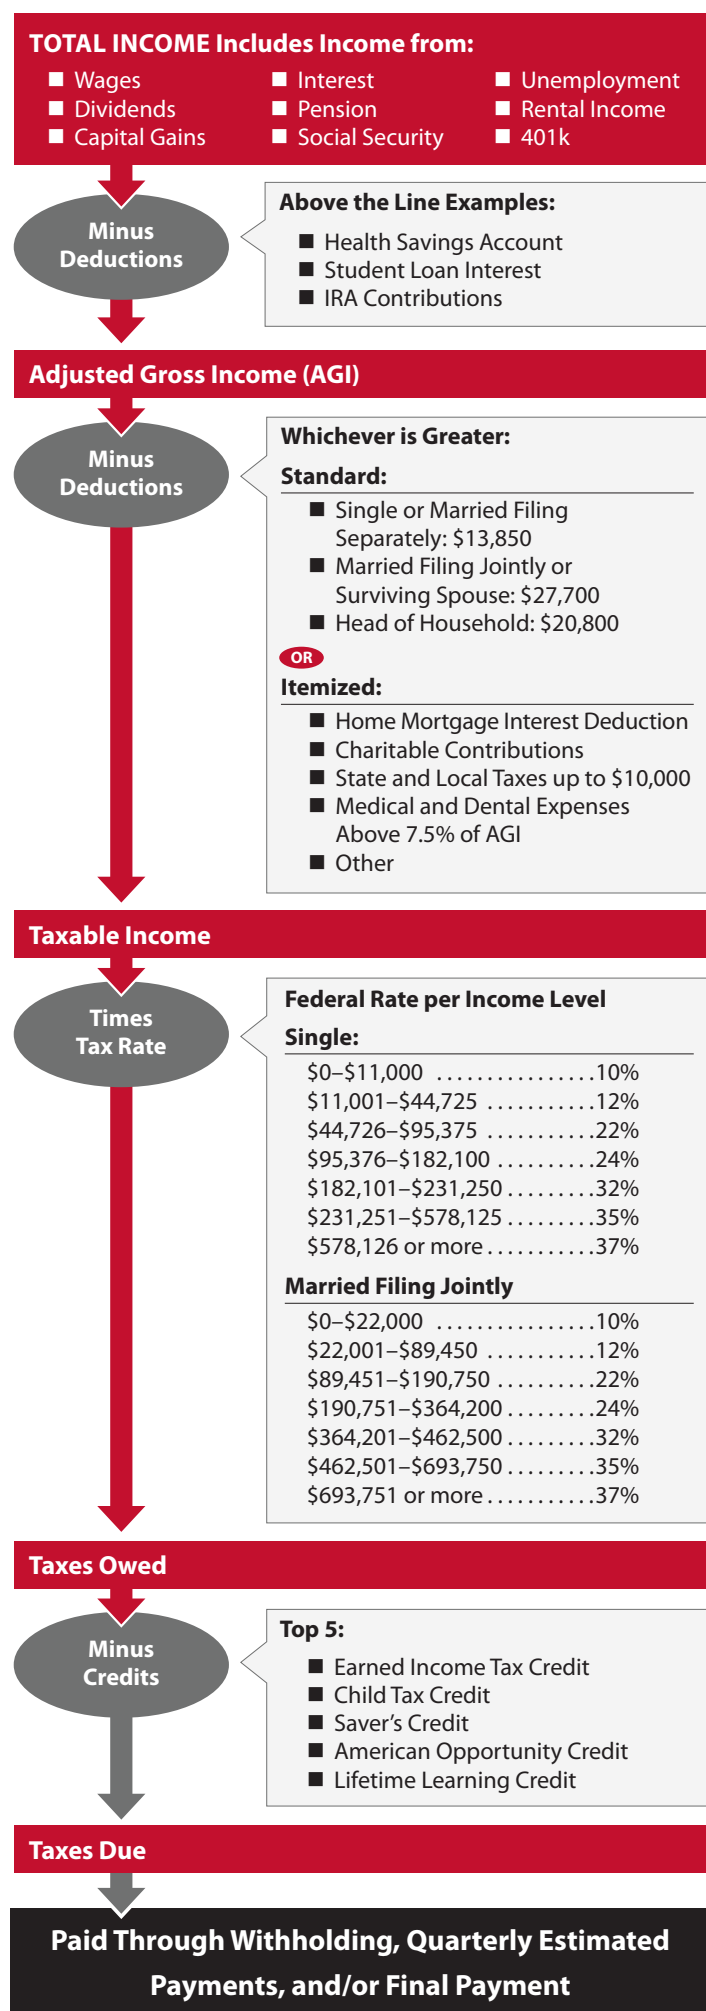 TOTAL INCOME Includes Income from:
■ Wages ■ Interest ■ Unemployment
■ Dividends ■ Pension ■ Rental Income
■ Capital Gains ■ Social Security ■ 401k
Minus
Deductions
Above the Line Examples:
■ Health Savings Account
■ Student Loan Interest
■ IRA Contributions
Adjusted Gross Income (AGI)
Minus
Deductions
Whichever is Greater:
Standard:
■ Single or Married Filing
Separately: $13,850
■ Married Filing Jointly or
Surviving Spouse: $27,700
■ Head of Household: $20,800
OR
Itemized:
■ Home Mortgage Interest Deduction
■ Charitable Contributions
■ State and Local Taxes up to $10,000
■ Medical and Dental Expenses
Above 7.5% of AGI
■ Other
Taxable Income
Times
Tax Rate
Federal Rate per Income Level
Single:
$0–$11,000 ................10%
$11,001–$44,725 ...........12%
$44,726–$95,375 ...........22%
$95,376–$182,100 ..........24%
$182,101–$231,250 .........32%
$231,251–$578,125 .........35%
$578,126 or more ...........37%
Married Filing Jointly
$0–$22,000 ................10%
$22,001–$89,450 ...........12%
$89,451–$190,750 ..........22%
$190,751–$364,200 .........24%
$364,201–$462,500 .........32%
$462,501–$693,750 .........35%
$693,751 or more ...........37%
Taxes Owed
Minus
Credits
Top 5:
■ Earned Income Tax Credit
■ Child Tax Credit
■ Saver’s Credit
■ American Opportunity Credit
■ Lifetime Learning Credit
Taxes Due
Paid Through Withholding, Quarterly Estimated
Payments, and/or Final Payment